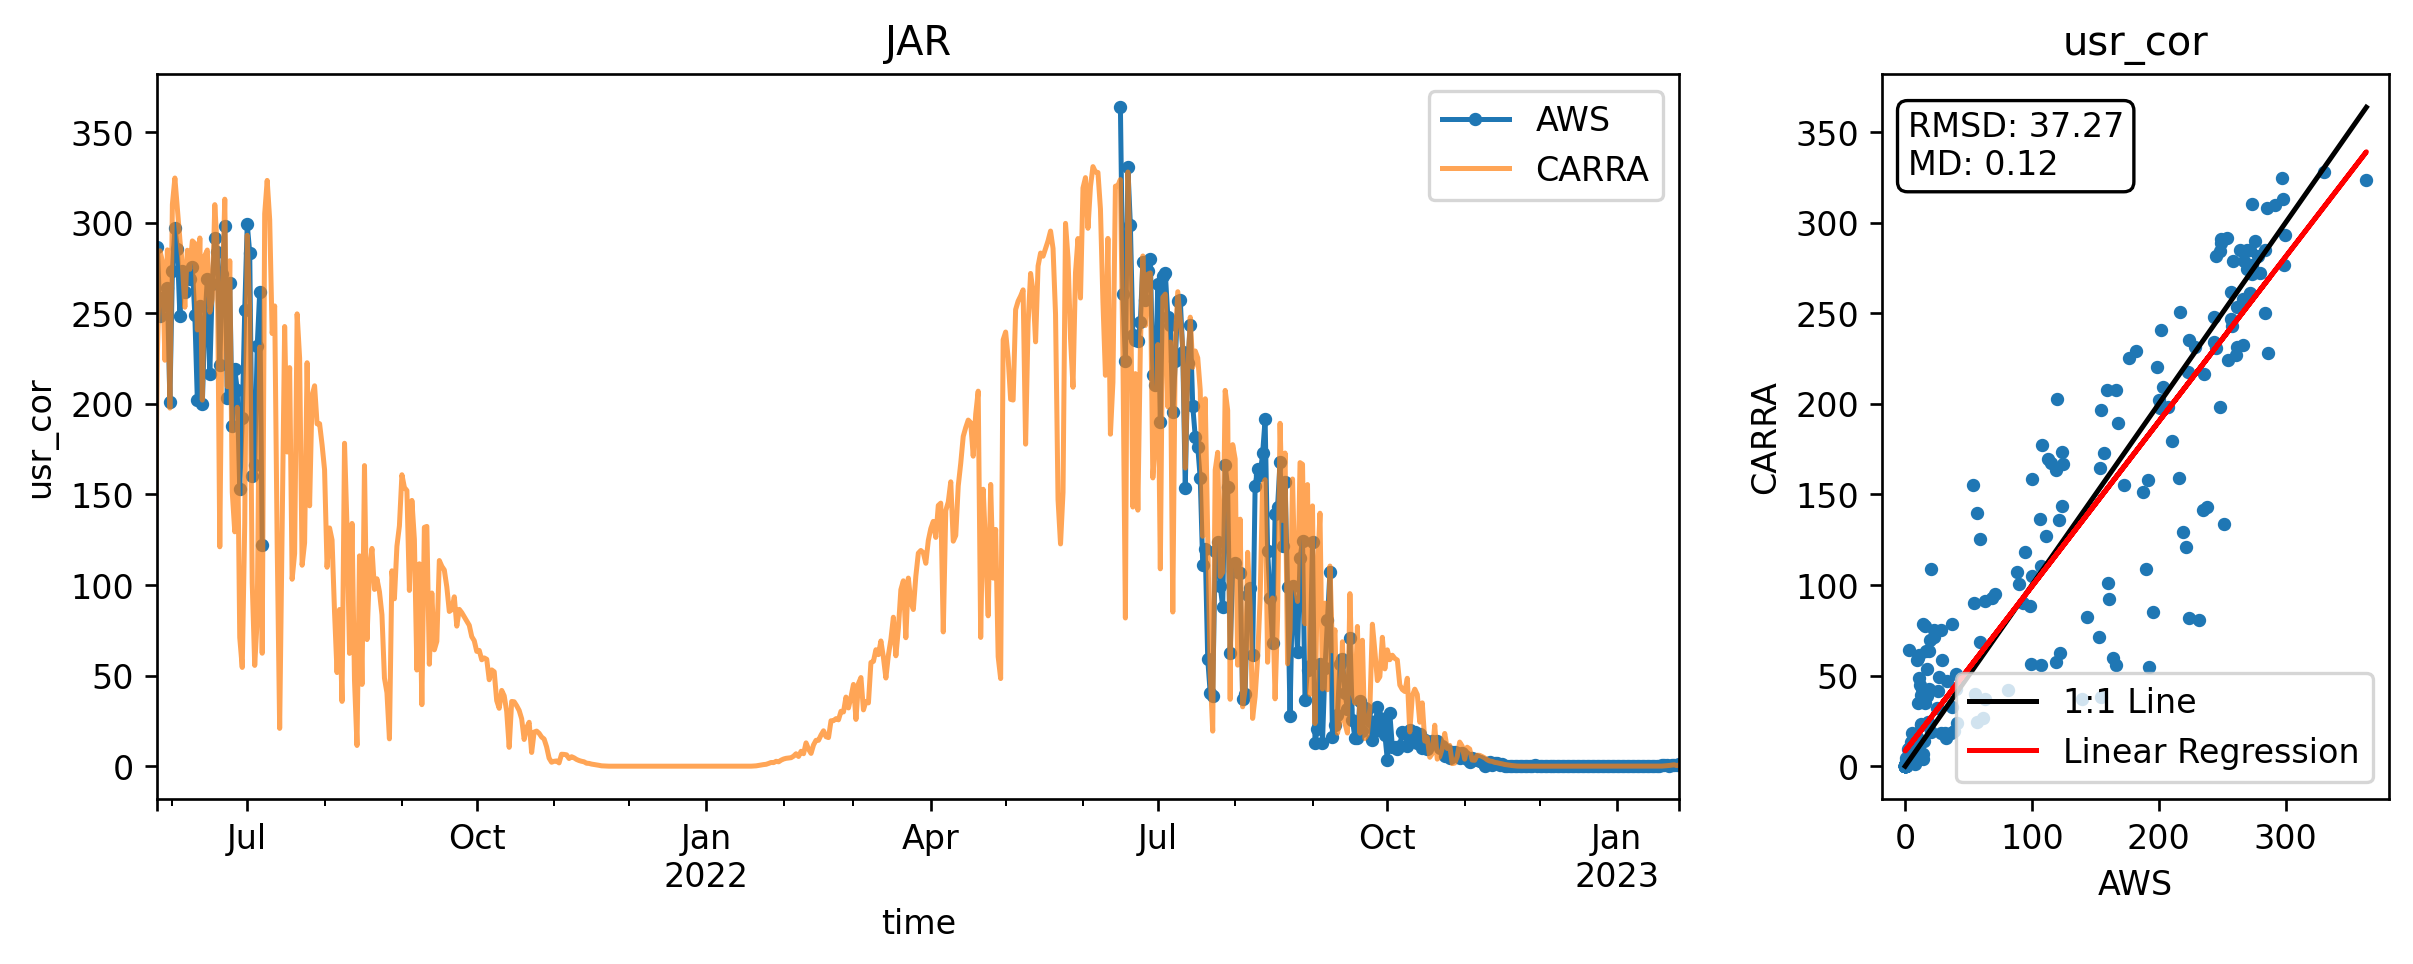 JAR
usr_cor
350
300
250
200
150
100
50
0
usr_cor
AWS
CARRA
Jul
Oct
Jan
2022
Apr
Jul
Oct
Jan
2023
time
usr_cor
RMSD: 37.27
MD: 0.12
350
300
250
200
150
100
50
0
CARRA
1:1 Line
Linear Regression
0
100
200
300
AWS